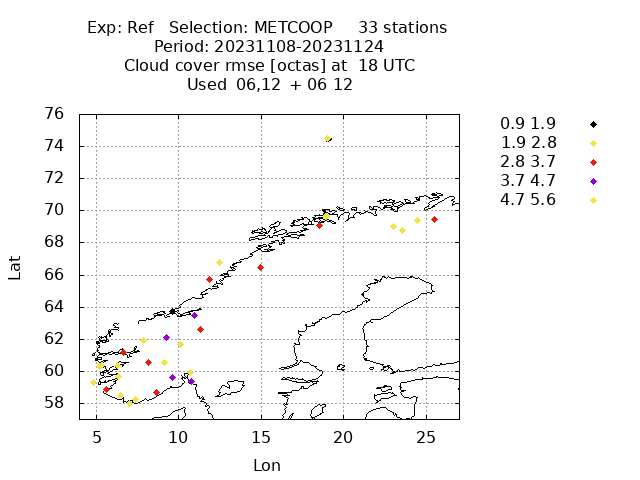 Exp: Ref   Selection: METCOOP     33 stations
Period: 20231108-20231124
Cloud cover rmse [octas] at  18 UTC
Used  06,12  + 06 12
0.9 1.9
1.9 2.8
2.8 3.7
3.7 4.7
4.7 5.6
76
74
72
70
68
66
64
62
60
58
Lat
5 10 15 20 25
Lon